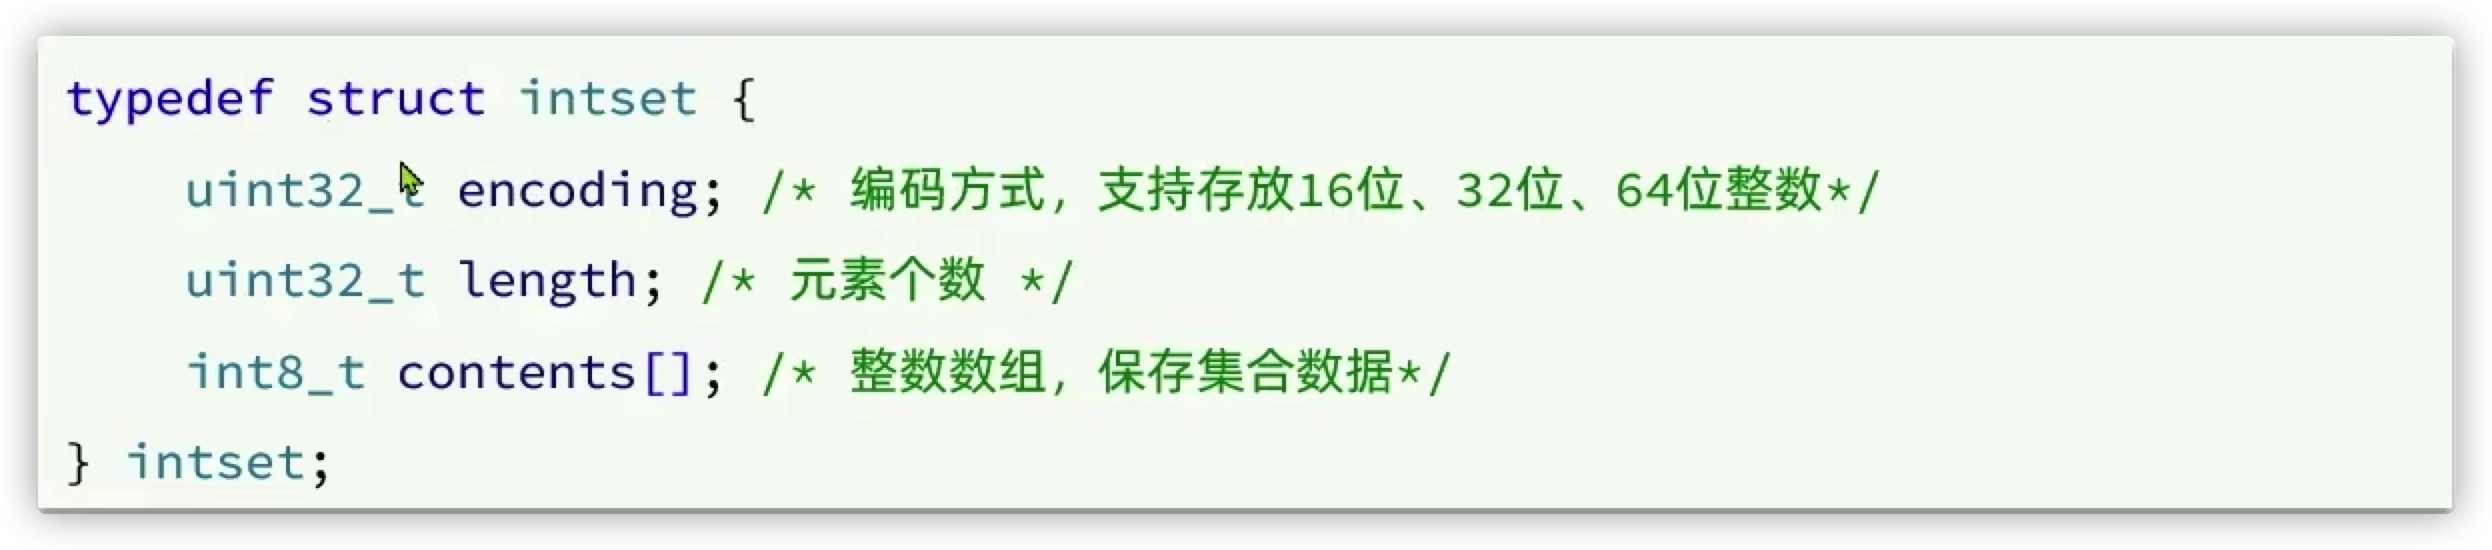 typedef struct intset {
    uint32_t encoding; /* 编码方式，支持存放16位、32位、64位整数*/
    uint32_t length; /* 元素个数 */
    int8_t contents[]; /* 整数数组，保存集合数据*/
} intset;